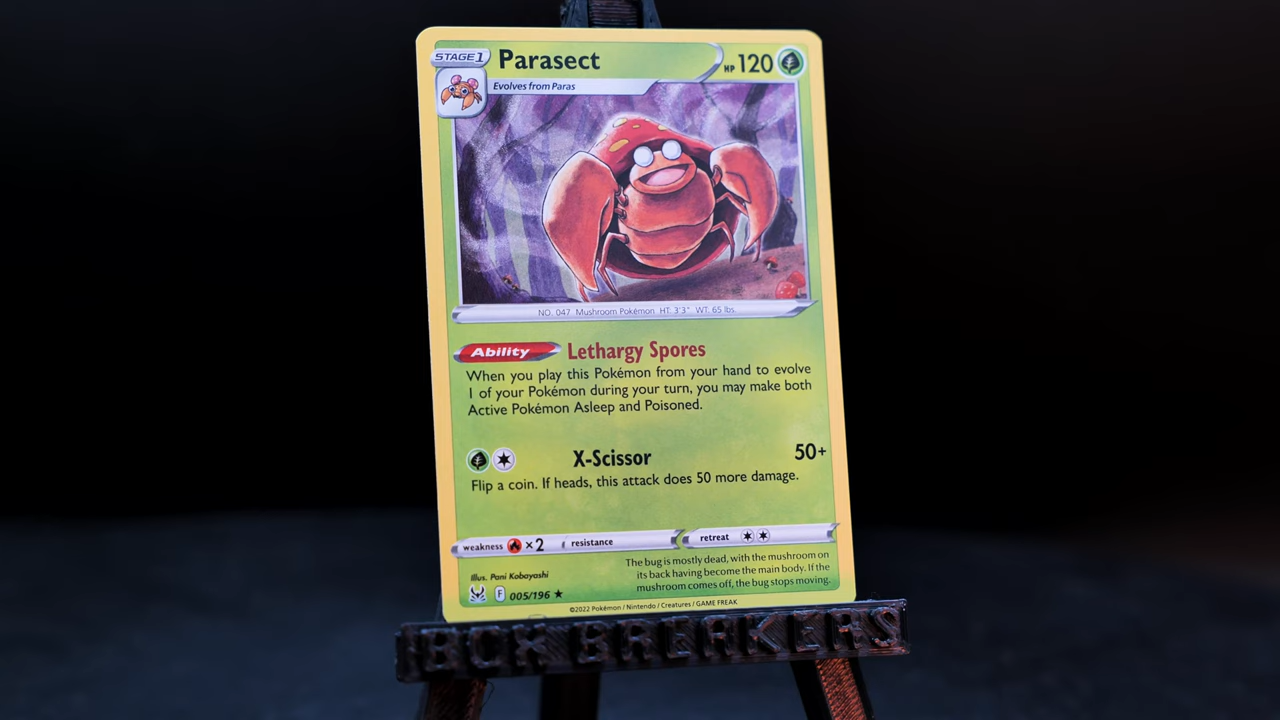 STAGE1
Parasect
HP 120
Evolves from Paras
NO. 047 Mushroom Pokémon HT. 3'3" WT. 65 lbs.
Ability Lethargy Spores
When you play this Pokémon from your hand to evolve
1 of your Pokémon during your turn, you may make both
Active Pokémon Asleep and Poisoned.
X-Scissor 50+
Flip a coin. If heads, this attack does 50 more damage.
weakness ×2 resistance retreat
The bug is mostly dead, with the mushroom on
its back having become the main body. If the
mushroom comes off, the bug stops moving.
Illus. Pani Kobayashi
F 005/196 ★
©2022 Pokémon / Nintendo / Creatures / GAME FREAK
BOX BREAKERS